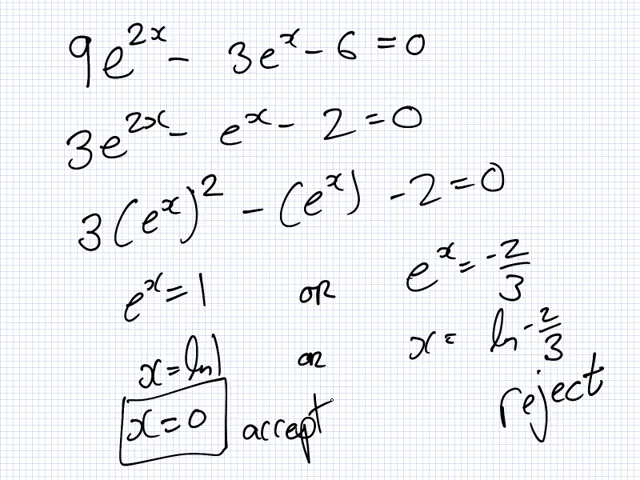 9e^{2x} - 3e^x - 6 = 0
3e^{2x} - e^x - 2 = 0
3(e^x)^2 - (e^x) - 2 = 0
e^x = 1 or e^x = -2/3
x = ln 1 or x = ln -2/3
x = 0 accept reject